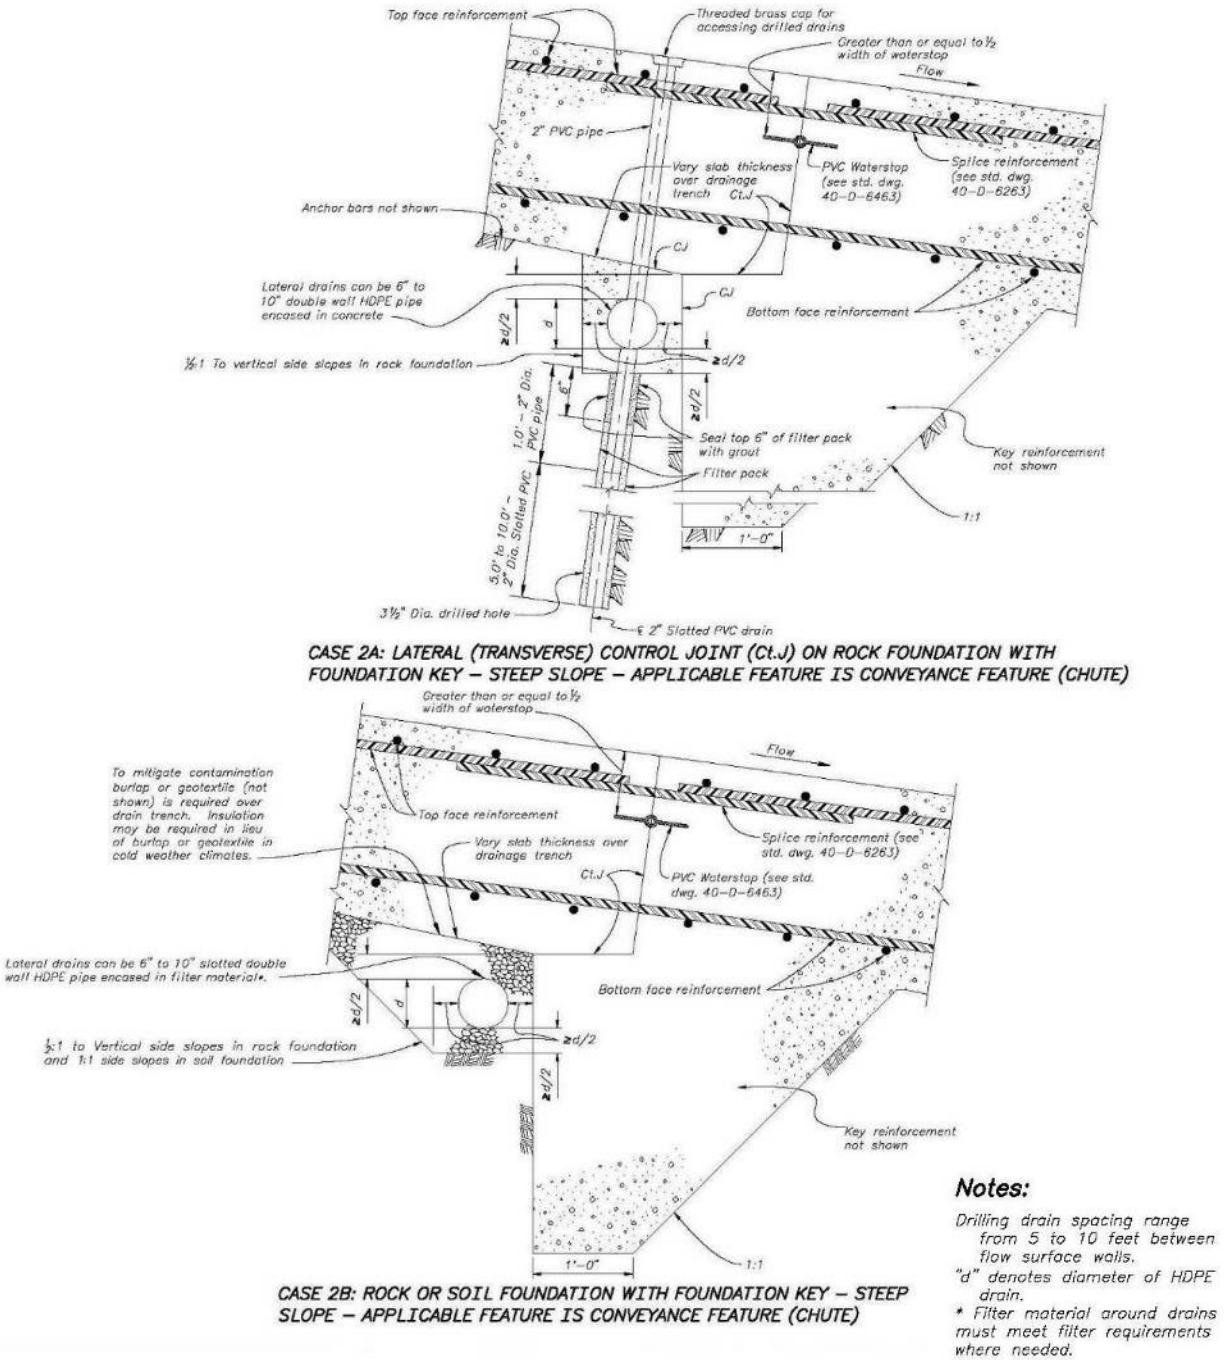 Top face reinforcement
Threaded brass cap for
accessing drilled drains
Greater than or equal to ½
width of waterstop
Flow
2" PVC pipe
Vary slab thickness
over drainage
trench
Ct.J
PVC Waterstop
(see std. dwg.
40-D-6463)
Splice reinforcement
(see std. dwg.
40-D-6263)
Anchor bars not shown
CJ
Lateral drains can be 6" to
10" double wall HDPE pipe
encased in concrete
≥d/2
d
CJ
Bottom face reinforcement
≥d/2
½:1 To vertical side slopes in rock foundation
6"
≥d/2
1.0' - 2" Dia.
PVC pipe
Seal top 6" of filter pack
with grout
Filter pack
Key reinforcement
not shown
5.0' to 10.0' -
2" Dia. Slotted PVC
1:1
1'-0"
3½" Dia. drilled hole
℄ 2" Slotted PVC drain
CASE 2A: LATERAL (TRANSVERSE) CONTROL JOINT (Ct.J) ON ROCK FOUNDATION WITH
FOUNDATION KEY – STEEP SLOPE – APPLICABLE FEATURE IS CONVEYANCE FEATURE (CHUTE)
Greater than or equal to ½
width of waterstop
Flow
To mitigate contamination
burlap or geotextile (not
shown) is required over
drain trench. Insulation
may be required in lieu
of burlap or geotextile in
cold weather climates.
Top face reinforcement
Splice reinforcement (see
std. dwg. 40-D-6263)
Vary slab thickness over
drainage trench
Ct.J
PVC Waterstop (see std.
dwg. 40-D-6463)
Lateral drains can be 6" to 10" slotted double
wall HDPE pipe encased in filter material*.
Bottom face reinforcement
≥d/2
d
≥d/2
½:1 to Vertical side slopes in rock foundation
and 1:1 side slopes in soil foundation
≥d/2
Key reinforcement
not shown
1:1
1'-0"
CASE 2B: ROCK OR SOIL FOUNDATION WITH FOUNDATION KEY – STEEP
SLOPE – APPLICABLE FEATURE IS CONVEYANCE FEATURE (CHUTE)
Notes:
Drilling drain spacing range
from 5 to 10 feet between
flow surface walls.
"d" denotes diameter of HDPE
drain.
* Filter material around drains
must meet filter requirements
where needed.